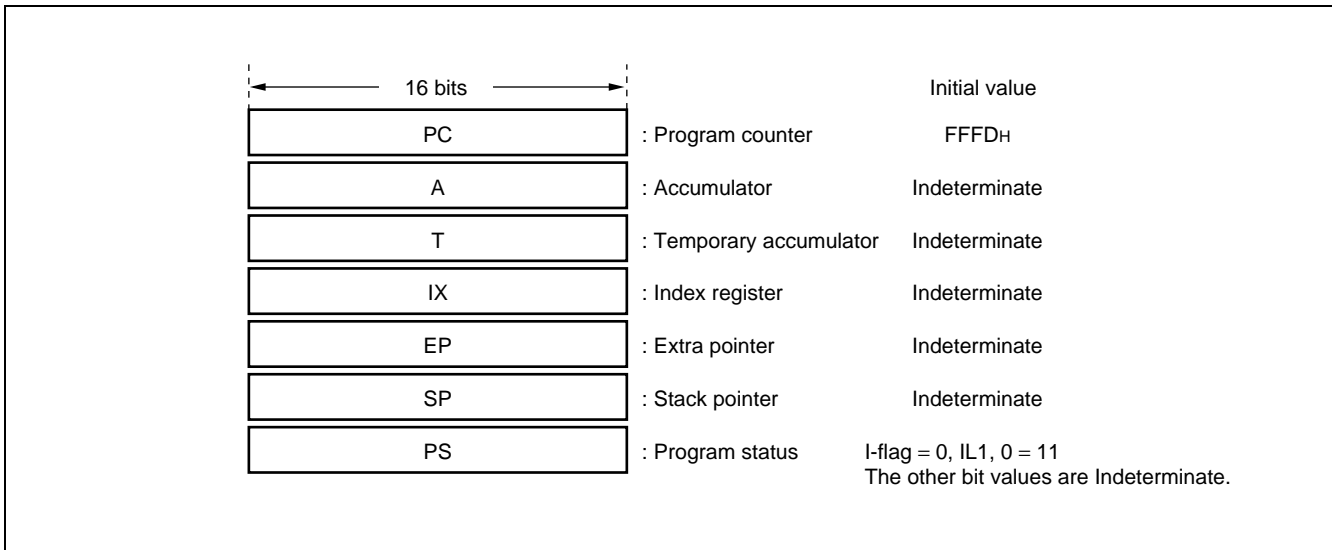 16 bits Initial value
PC : Program counter FFFDH
A : Accumulator Indeterminate
T : Temporary accumulator Indeterminate
IX : Index register Indeterminate
EP : Extra pointer Indeterminate
SP : Stack pointer Indeterminate
PS : Program status I-flag = 0, IL1, 0 = 11
The other bit values are Indeterminate.